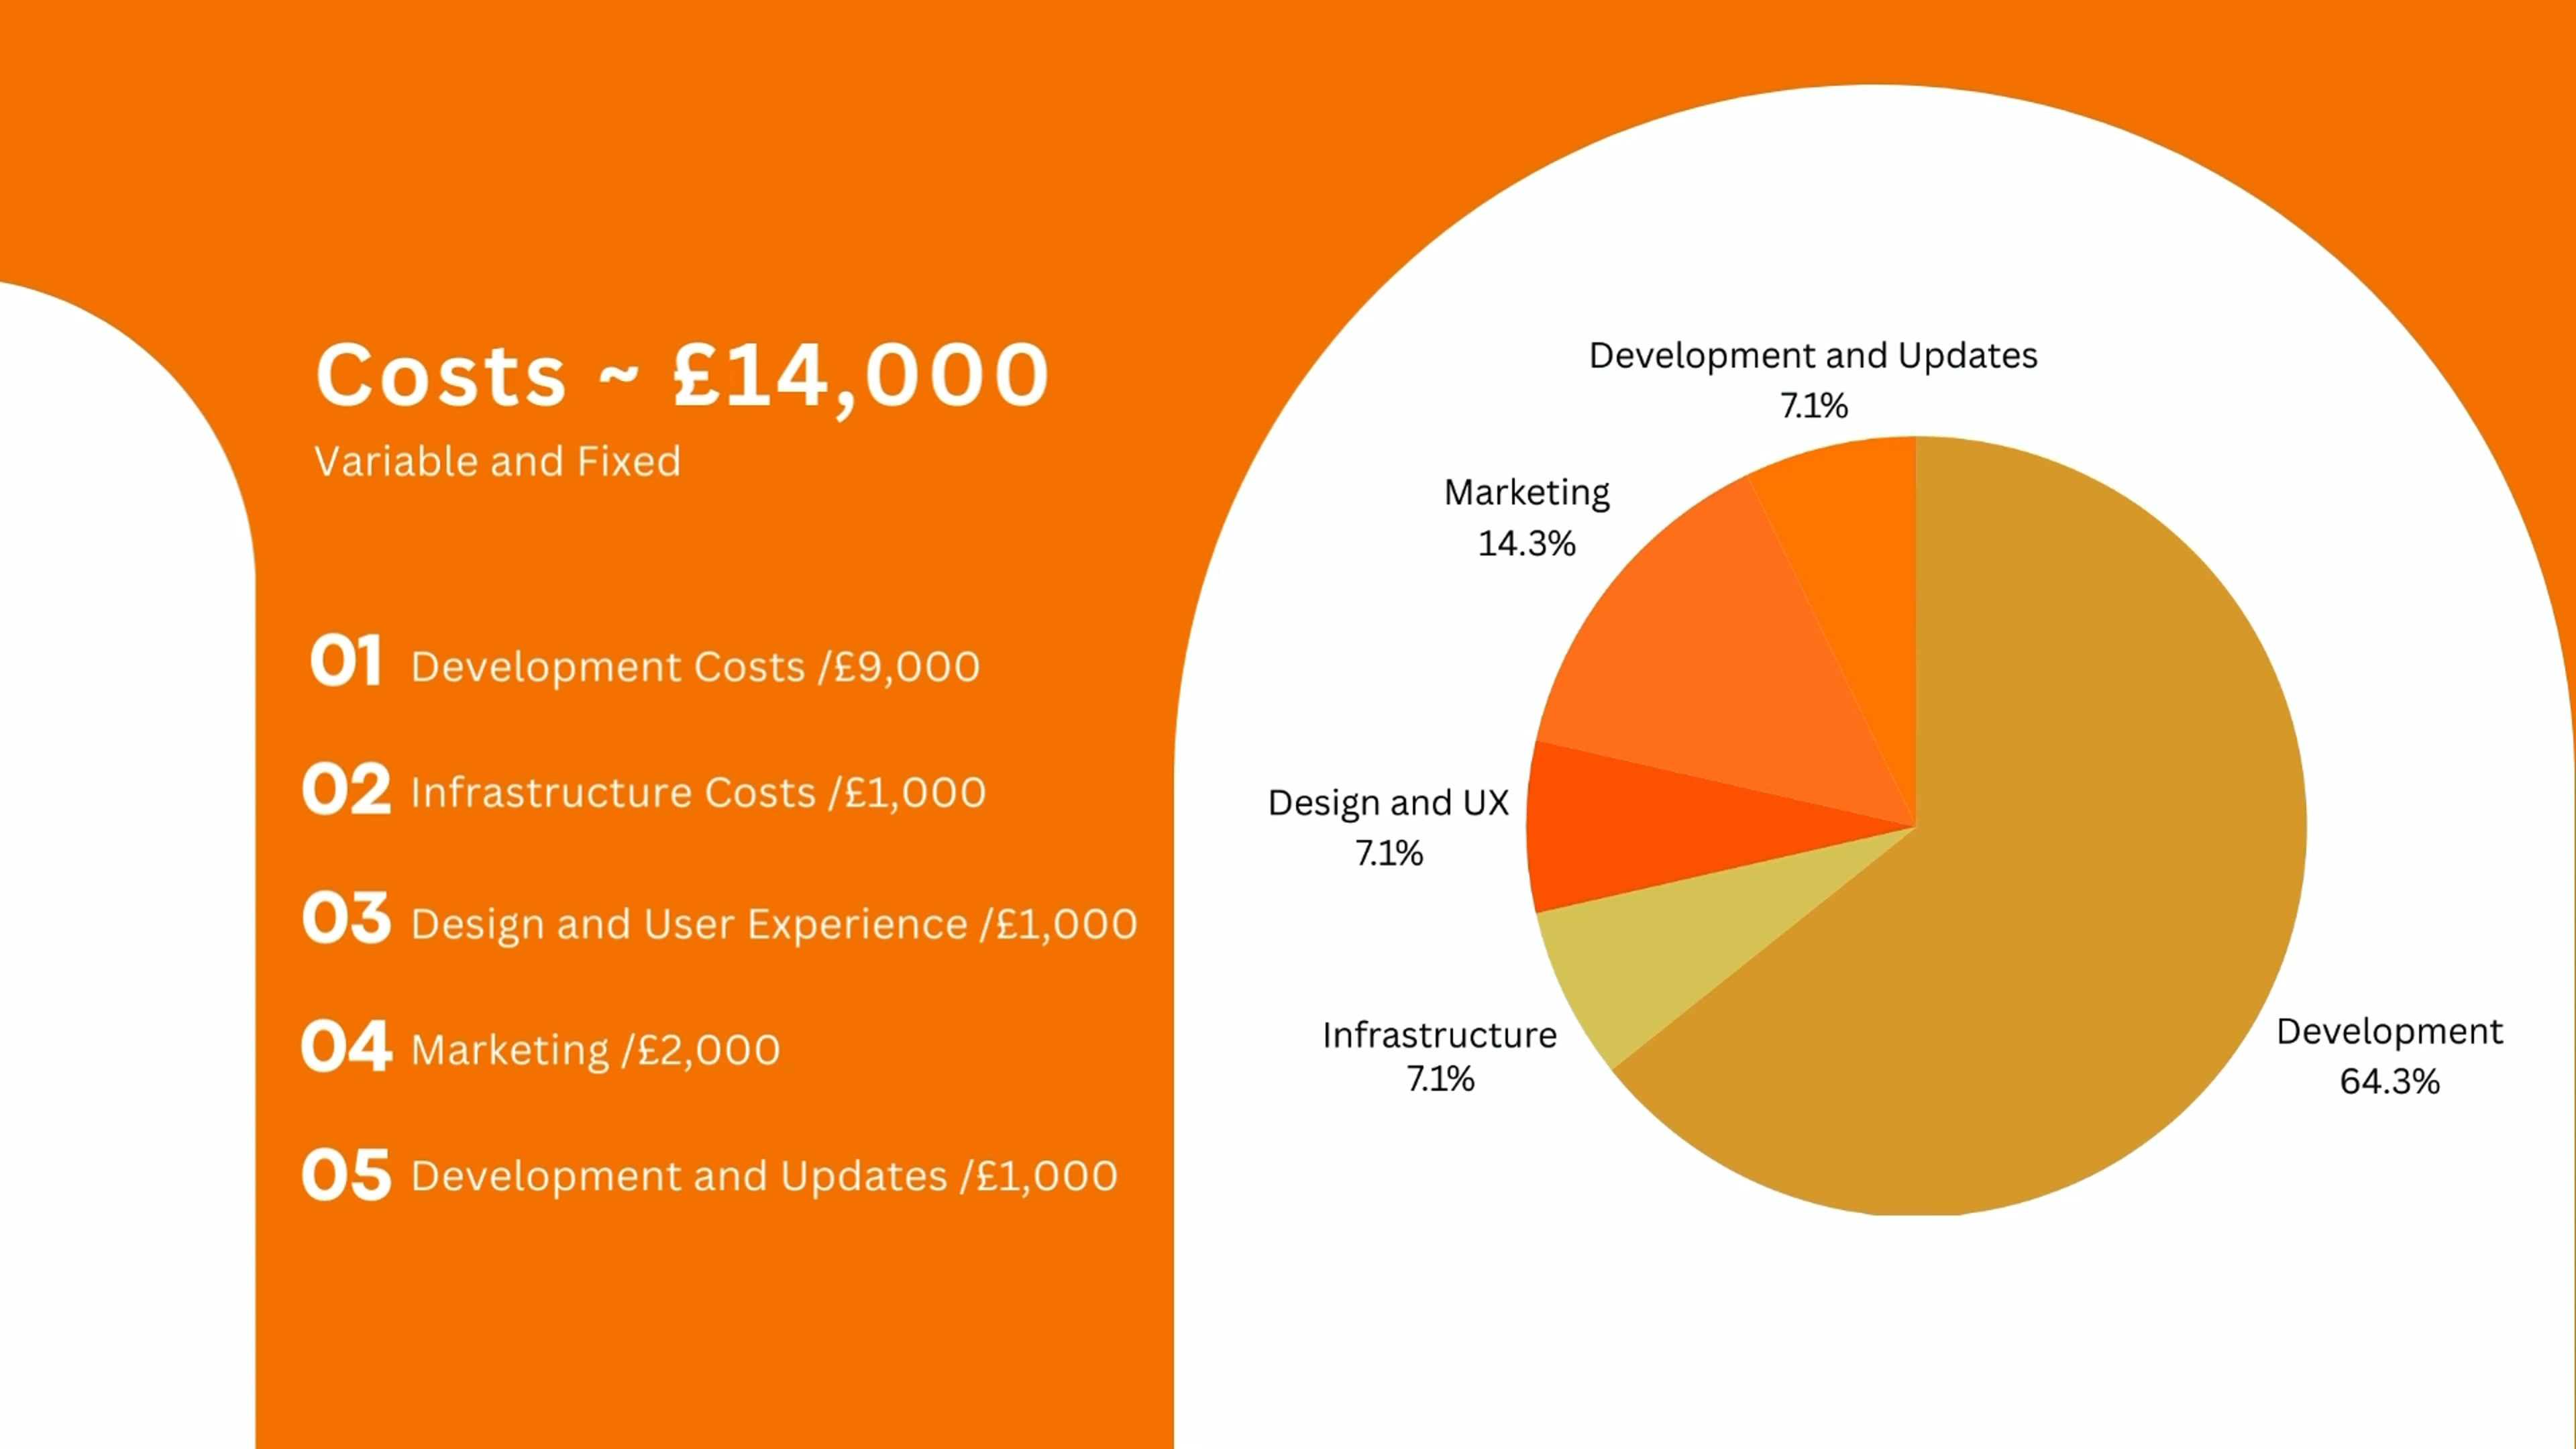 Costs ~ £14,000
Variable and Fixed
01 Development Costs /£9,000
02 Infrastructure Costs /£1,000
03 Design and User Experience /£1,000
04 Marketing /£2,000
05 Development and Updates /£1,000
Development and Updates
7.1%
Marketing
14.3%
Design and UX
7.1%
Infrastructure
7.1%
Development
64.3%